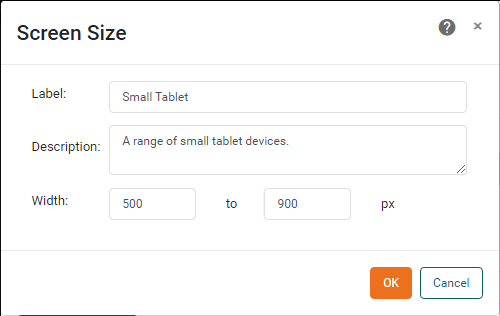 Screen Size
? ×
Label: Small Tablet
Description: A range of small tablet devices.
Width: 500 to 900 px
OK Cancel